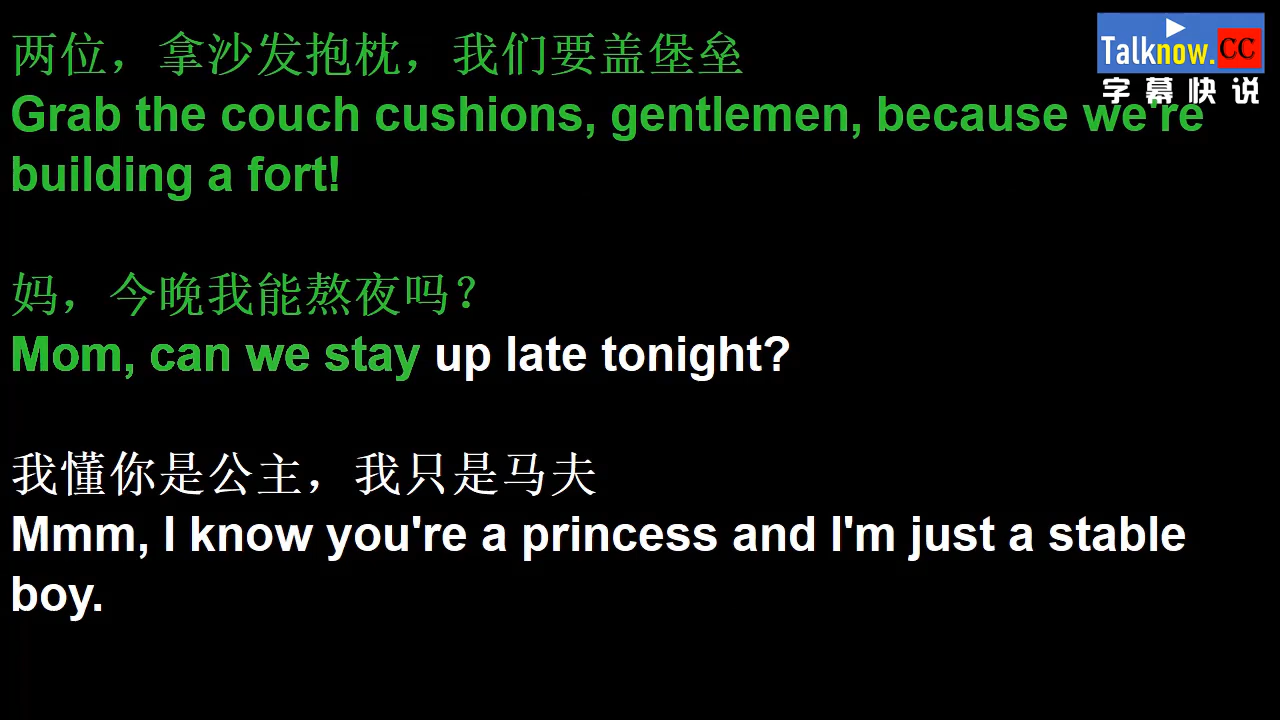 两位，拿沙发抱枕，我们要盖堡垒
Talknow.CC
字幕快说
Grab the couch cushions, gentlemen, because we're
building a fort!
妈，今晚我能熬夜吗？
Mom, can we stay up late tonight?
我懂你是公主，我只是马夫
Mmm, I know you're a princess and I'm just a stable
boy.